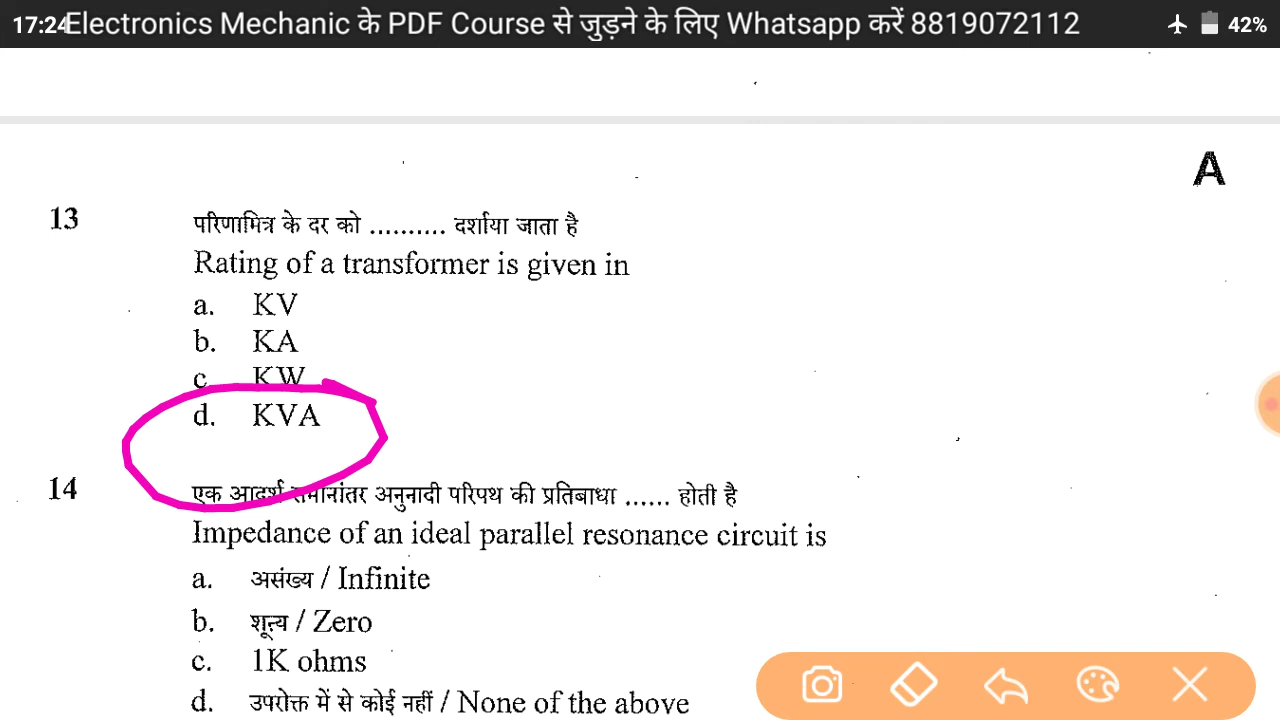 17:24 Electronics Mechanic के PDF Course से जुड़ने के लिए Whatsapp करें 8819072112 42%
A
13 परिणामित्र के दर को .......... दर्शाया जाता है
Rating of a transformer is given in
a. KV
b. KA
c. KW
d. KVA
14 एक आदर्श समानांतर अनुनादी परिपथ की प्रतिबाधा ...... होती है
Impedance of an ideal parallel resonance circuit is
a. असंख्य / Infinite
b. शून्य / Zero
c. 1K ohms
d. उपरोक्त में से कोई नहीं / None of the above